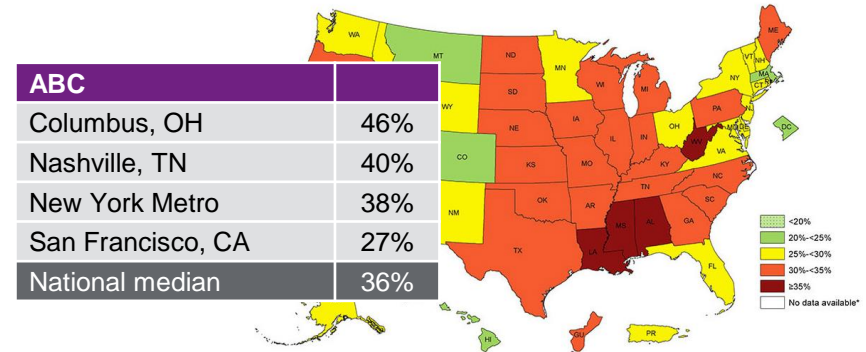 ABC
Columbus, OH 46%
Nashville, TN 40%
New York Metro 38%
San Francisco, CA 27%
National median 36%
WA
MT
ND
MN
WI
MI
ME
VT
NH
NY
MA
CT
WY
SD
IA
PA
NJ
NE
IL
IN
OH
MD
DE
DC
CO
KS
MO
KY
WV
VA
NM
OK
AR
TN
NC
SC
TX
LA
MS
AL
GA
FL
HI
GU
PR
<20%
20%-<25%
25%-<30%
30%-<35%
≥35%
No data available*